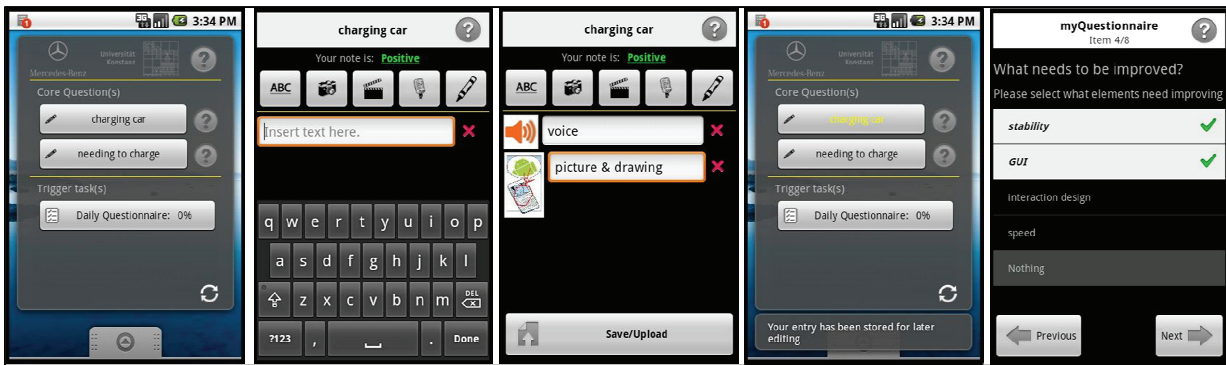 3:34 PM
Universität
Konstanz
Mercedes-Benz
Core Question(s)
charging car
needing to charge
Trigger task(s)
Daily Questionnaire: 0%
charging car
Your note is: Positive
ABC
Insert text here.
q w e r t y u i o p
a s d f g h j k l
z x c v b n m DEL
?123 , . Done
charging car
Your note is: Positive
ABC
voice
picture & drawing
Save/Upload
3:34 PM
Universität
Konstanz
Mercedes-Benz
Core Question(s)
charging car
needing to charge
Trigger task(s)
Daily Questionnaire: 0%
Your entry has been stored for later
editing
myQuestionnaire
Item 4/8
What needs to be improved?
Please select what elements need improving
stability
GUI
Interaction design
speed
Nothing
Previous
Next